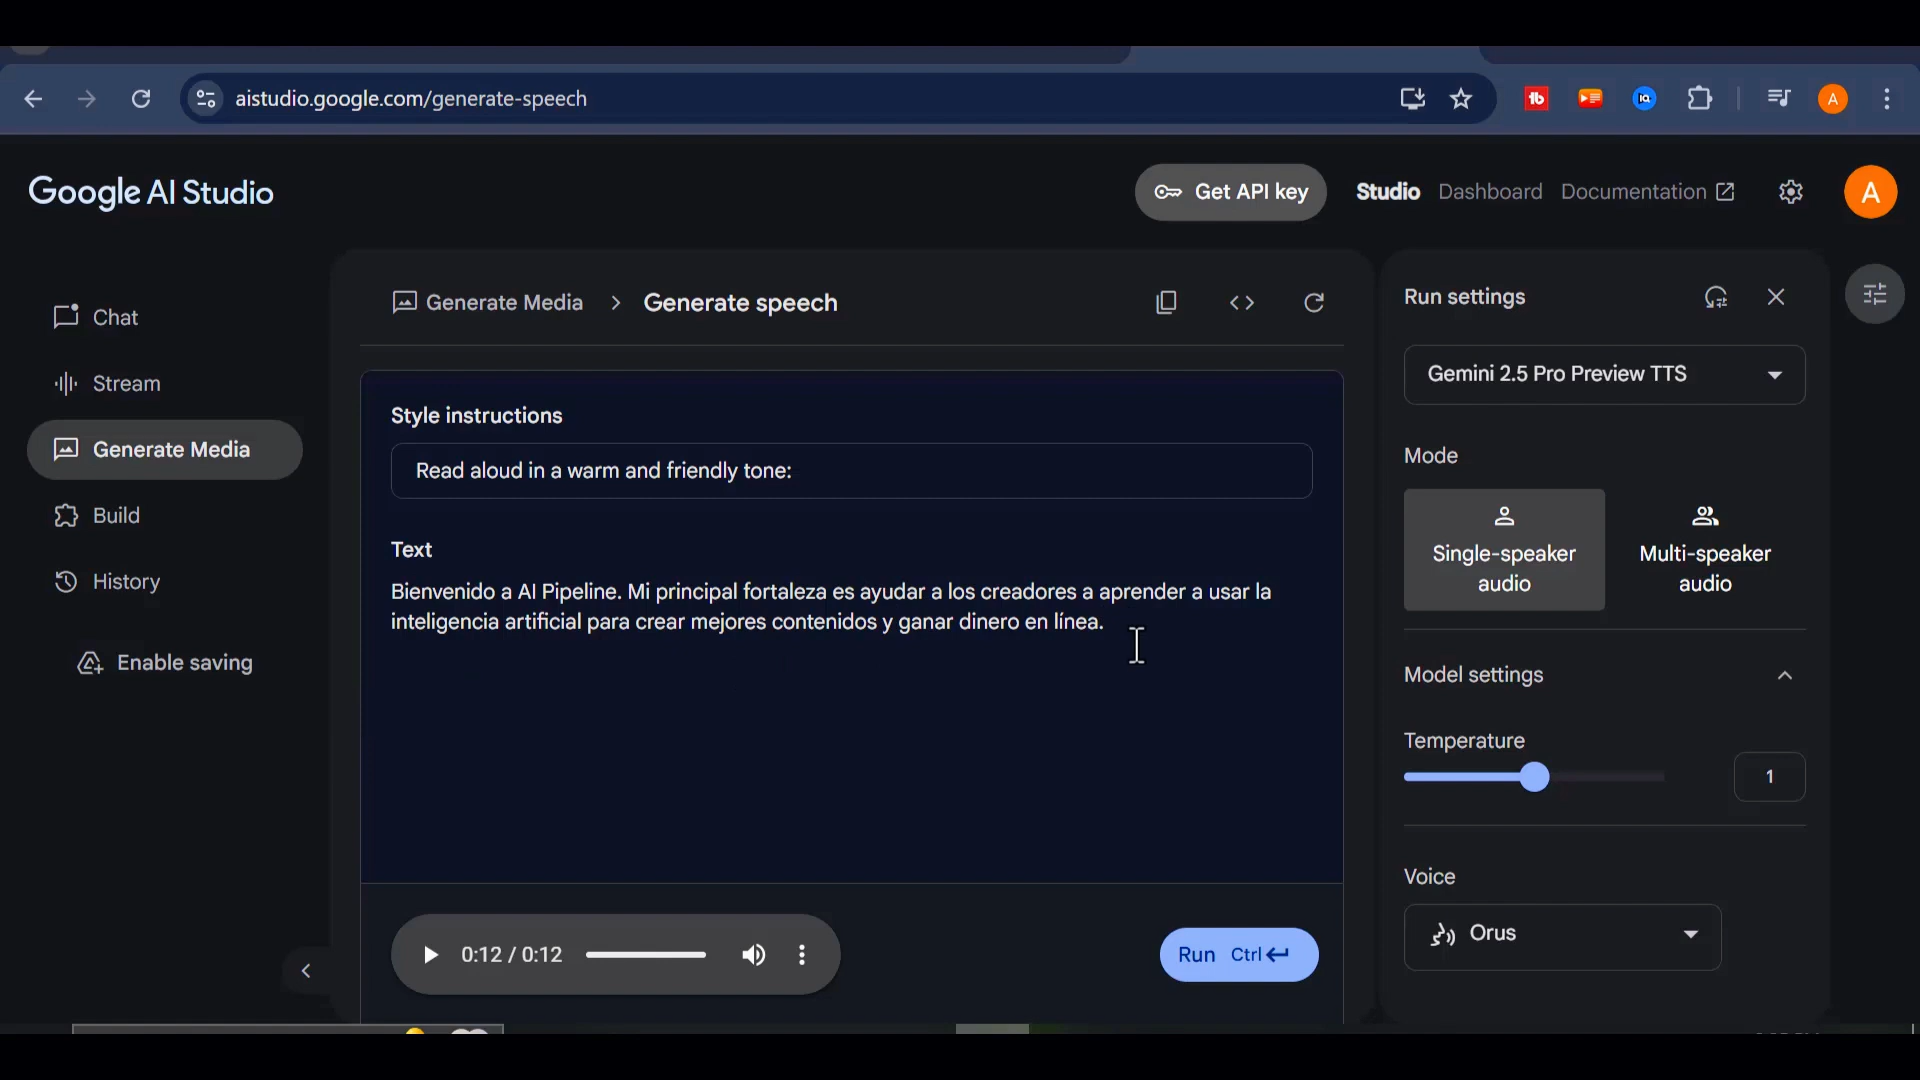 aistudio.google.com/generate-speech
A
Google AI Studio
Get API key
Studio
Dashboard
Documentation
A
Chat
Stream
Generate Media
Build
History
Enable saving
Generate Media > Generate speech
Style instructions
Read aloud in a warm and friendly tone:
Text
Bienvenido a AI Pipeline. Mi principal fortaleza es ayudar a los creadores a aprender a usar la
inteligencia artificial para crear mejores contenidos y ganar dinero en línea.
0:12 / 0:12
Run Ctrl
Run settings
Gemini 2.5 Pro Preview TTS
Mode
Single-speaker
audio
Multi-speaker
audio
Model settings
Temperature
1
Voice
Orus